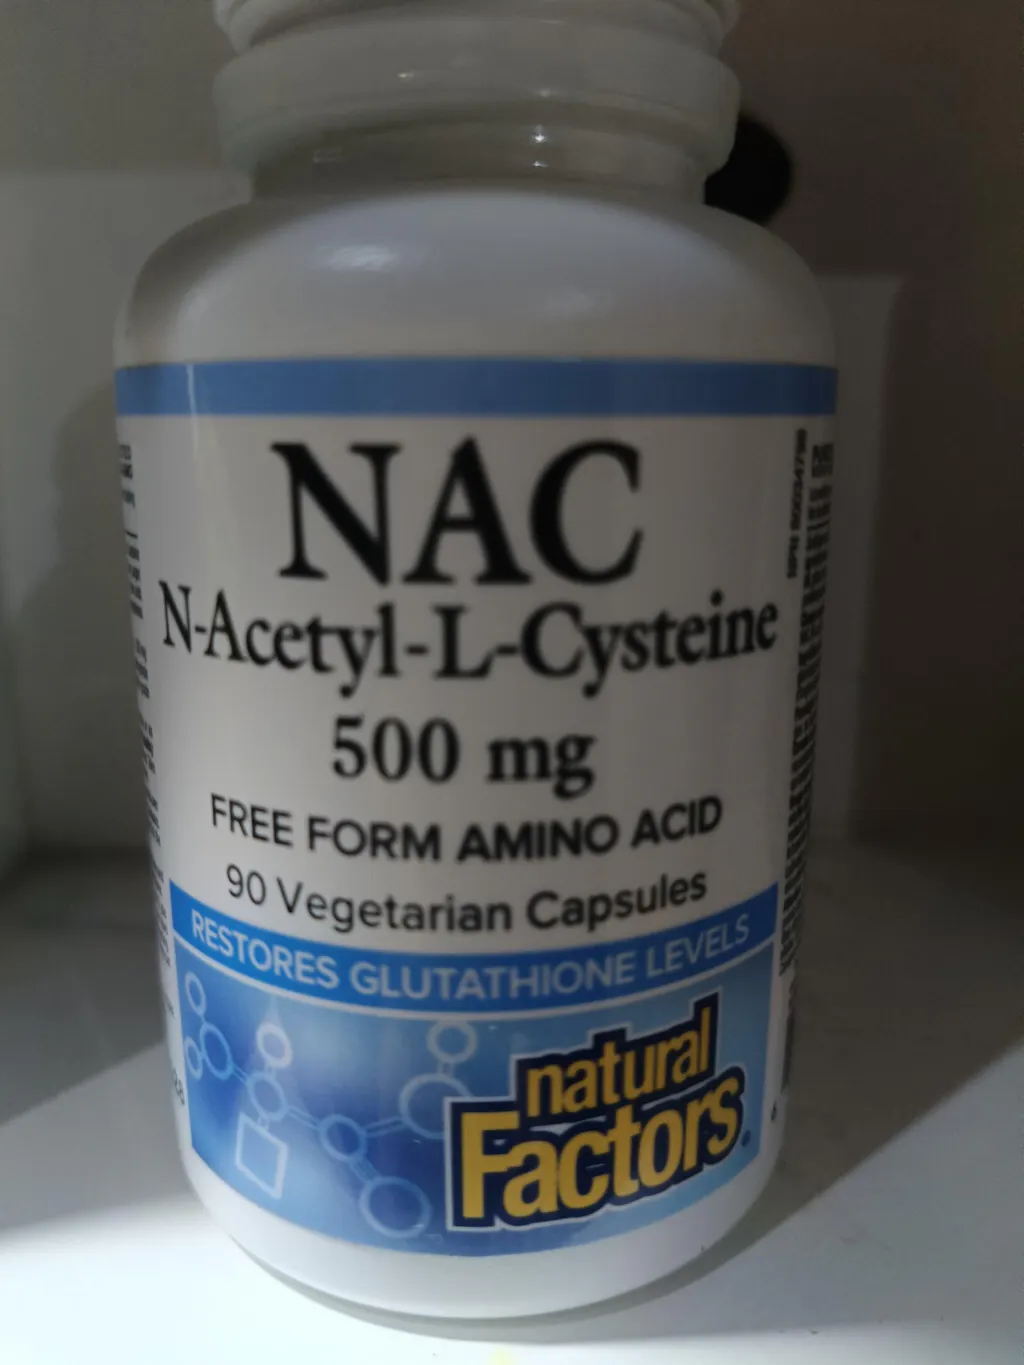 NAC
N-Acetyl-L-Cysteine
500 mg
FREE FORM AMINO ACID
90 Vegetarian Capsules
RESTORES GLUTATHIONE LEVELS
natural
Factors